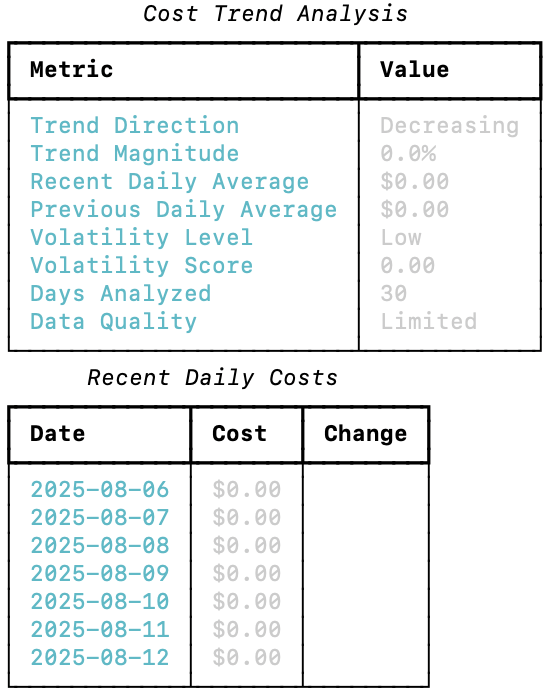 Cost Trend Analysis
Metric Value
Trend Direction Decreasing
Trend Magnitude 0.0%
Recent Daily Average $0.00
Previous Daily Average $0.00
Volatility Level Low
Volatility Score 0.00
Days Analyzed 30
Data Quality Limited
Recent Daily Costs
Date Cost Change
2025-08-06 $0.00
2025-08-07 $0.00
2025-08-08 $0.00
2025-08-09 $0.00
2025-08-10 $0.00
2025-08-11 $0.00
2025-08-12 $0.00